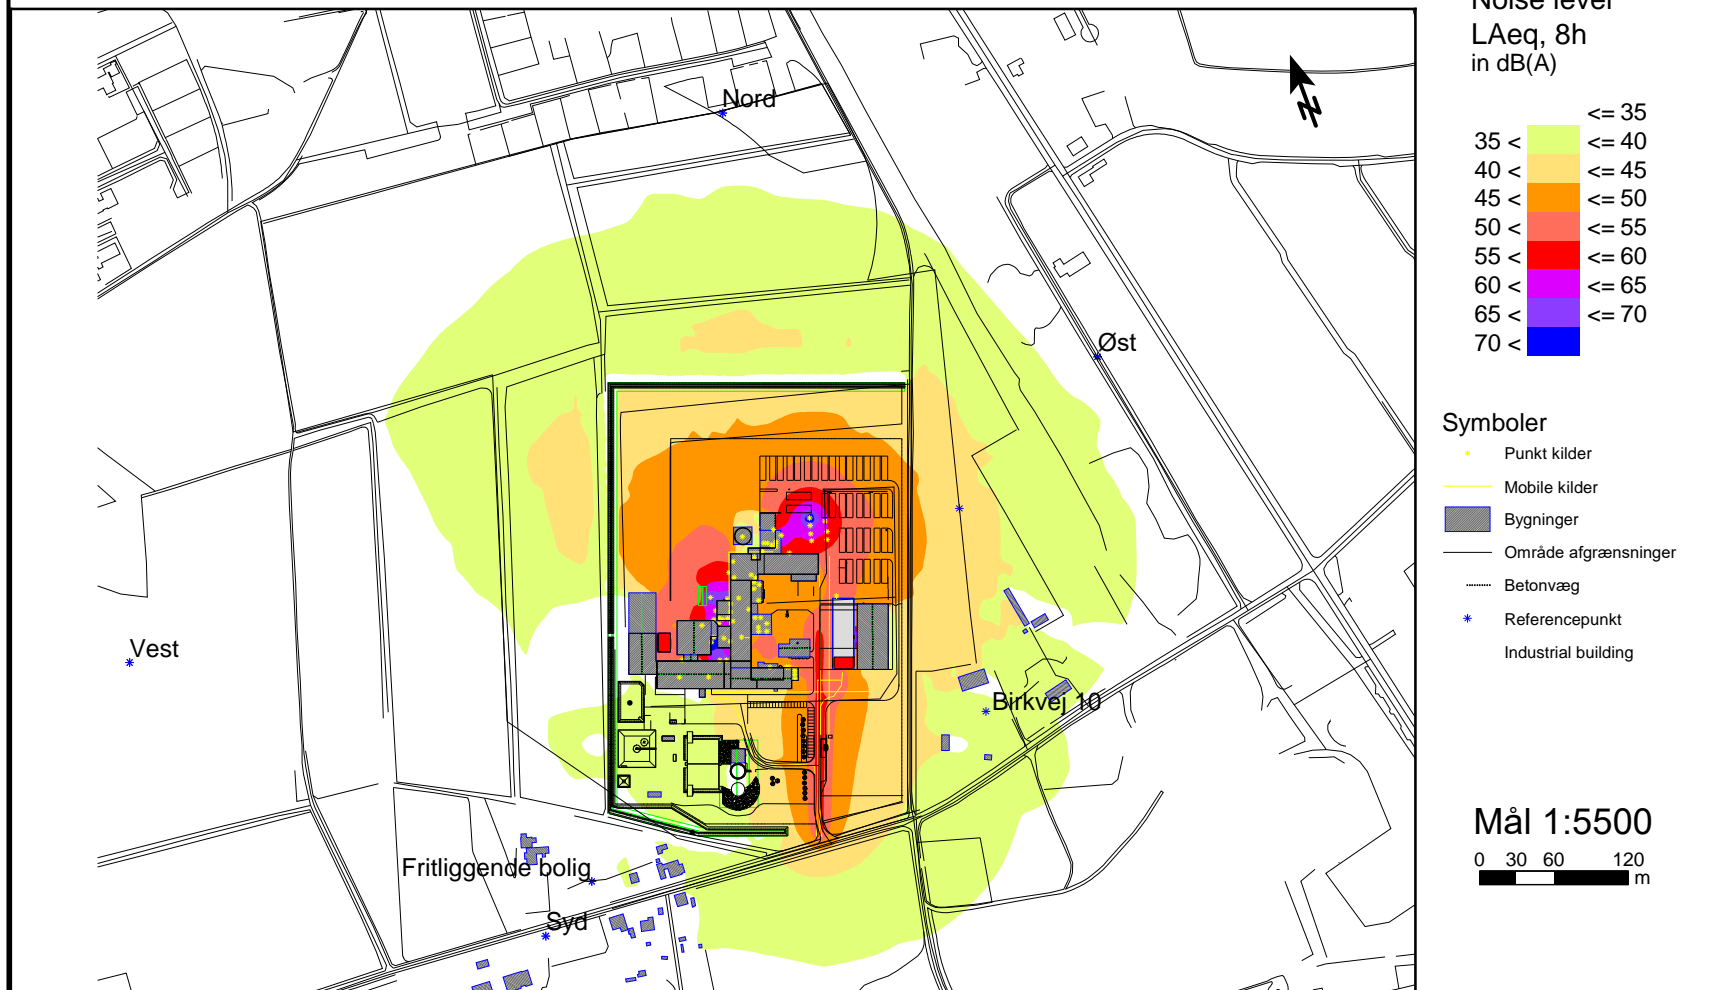 Noise level
LAeq, 8h
in dB(A)
<= 35
35 < <= 40
40 < <= 45
45 < <= 50
50 < <= 55
55 < <= 60
60 < <= 65
65 < <= 70
70 <
Nord
Øst
Vest
Birkvej 10
Fritliggende bolig
Syd
N
Symboler
Punkt kilder
Mobile kilder
Bygninger
Område afgrænsninger
Betonvæg
Referencepunkt
Industrial building
Mål 1:5500
0 30 60 120
m